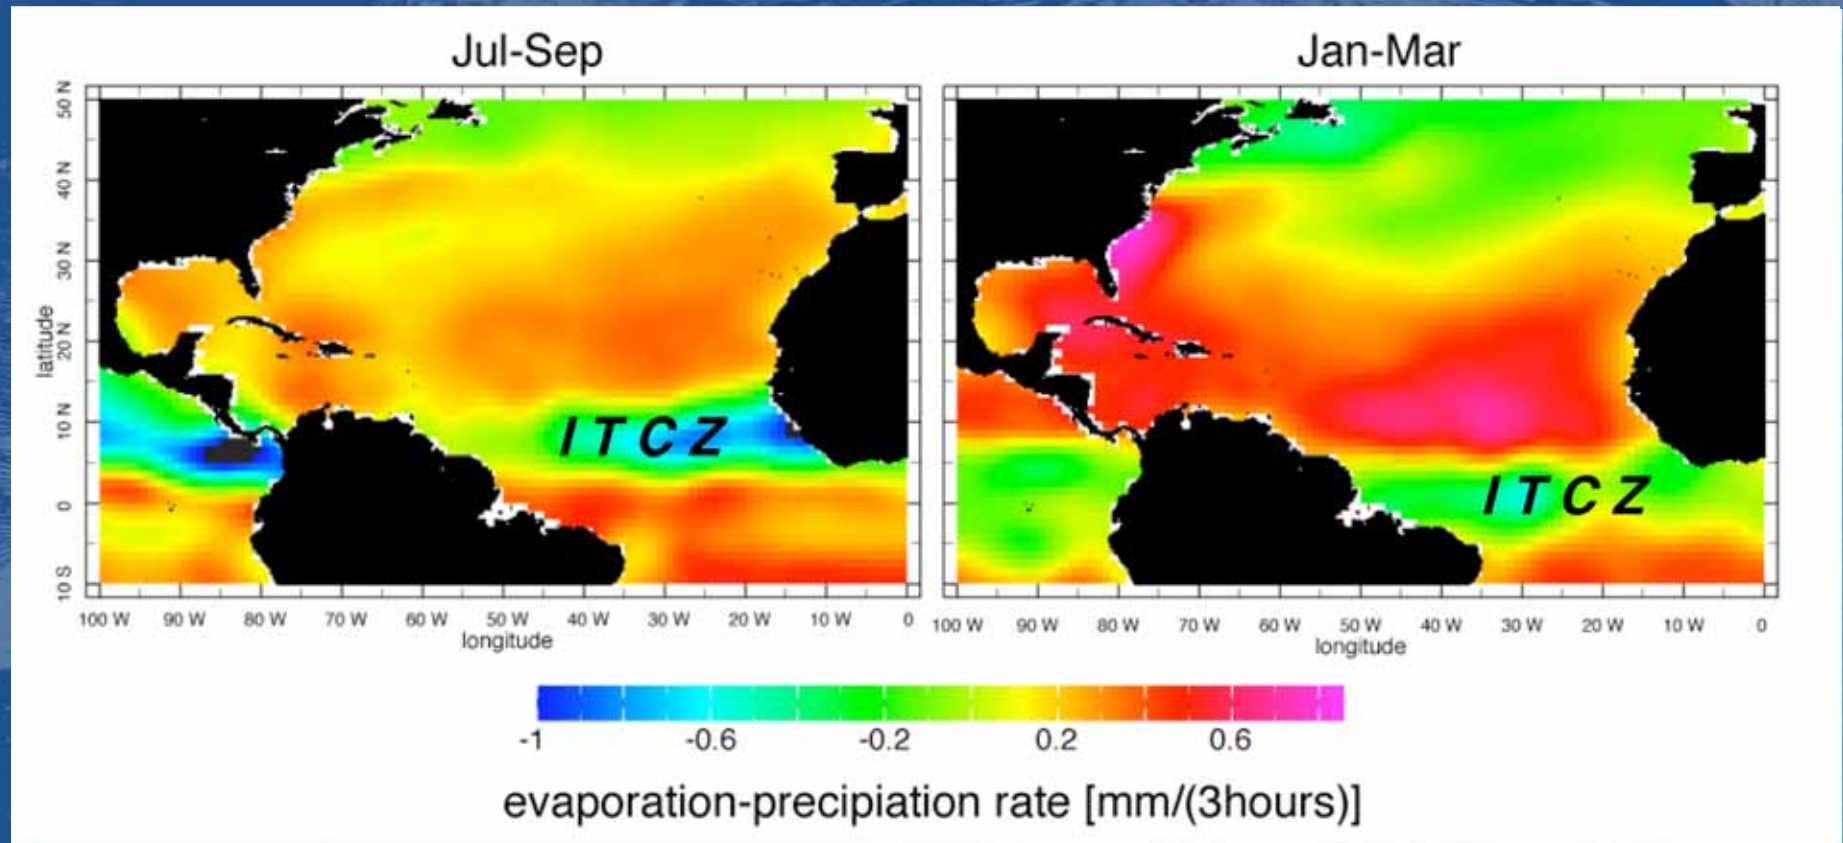 Jul-Sep
Jan-Mar
50 N
40 N
30 N
20 N
10 N
0
10 S
latitude
I T C Z
I T C Z
100 W 90 W 80 W 70 W 60 W 50 W 40 W 30 W 20 W 10 W 0
100 W 90 W 80 W 70 W 60 W 50 W 40 W 30 W 20 W 10 W 0
longitude
longitude
-1 -0.6 -0.2 0.2 0.6
evaporation-precipiation rate [mm/(3hours)]